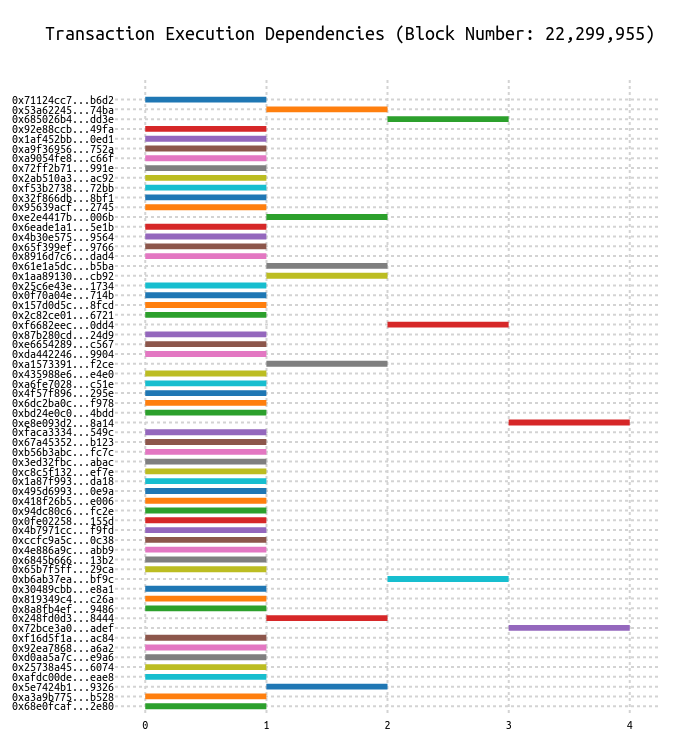 Transaction Execution Dependencies (Block Number: 22,299,955)
0x71124cc7...b6d2
0x53a62245...74ba
0x685026b4...dd3e
0x92e88ccb...49fa
0x1af452bb...0ed1
0xa9f36956...752a
0xa9054fe8...c66f
0x72ff2b71...991e
0x2ab510a3...ac92
0xf53b2738...72bb
0x32f866db...8bf1
0x95639acf...2745
0xe2e4417b...006b
0x6eade1a1...5e1b
0x4b30e575...9564
0x65f399ef...9766
0x8916d7c6...dad4
0x61e1a5dc...b5ba
0x1aa89130...cb92
0x25c6e43e...1734
0x0f70a04e...714b
0x157d0d5c...8fcd
0x2c82ce01...6721
0xf6682eec...0dd4
0x87b280cd...24d9
0xe6654289...c567
0xda442246...9904
0xa1573391...f2ce
0x435988e6...e4e0
0xa6fe7028...c51e
0x4f57f896...295e
0x6dc2ba0c...f978
0xbd24e0c0...4bdd
0xe8e093d2...8a14
0xfaca3334...549c
0x67a45352...b123
0xb56b3abc...fc7c
0x3ed32fbc...abac
0xc8c5f132...ef7e
0x1a87f993...da18
0x495d6993...0e9a
0x418f26b5...e006
0x94dc80c6...fc2e
0x0fe02258...155d
0x4b7971cc...f9fd
0xccfc9a5c...0c38
0x4e886a9c...abb9
0x6845b666...13b2
0x65b7f5ff...29ca
0xb6ab37ea...bf9c
0x30489cbb...e8a1
0x819349c4...c26a
0x8a8fb4ef...9486
0x248fd0d3...8444
0x72bce3a0...adef
0xf16d5f1a...ac84
0x92ea7868...a6a2
0xd0aa5a7c...e9a6
0x25738a45...6074
0xafdc00de...eae8
0x5e7424b1...9326
0xa3a9b775...b528
0x68e0fcaf...2e80
0 1 2 3 4